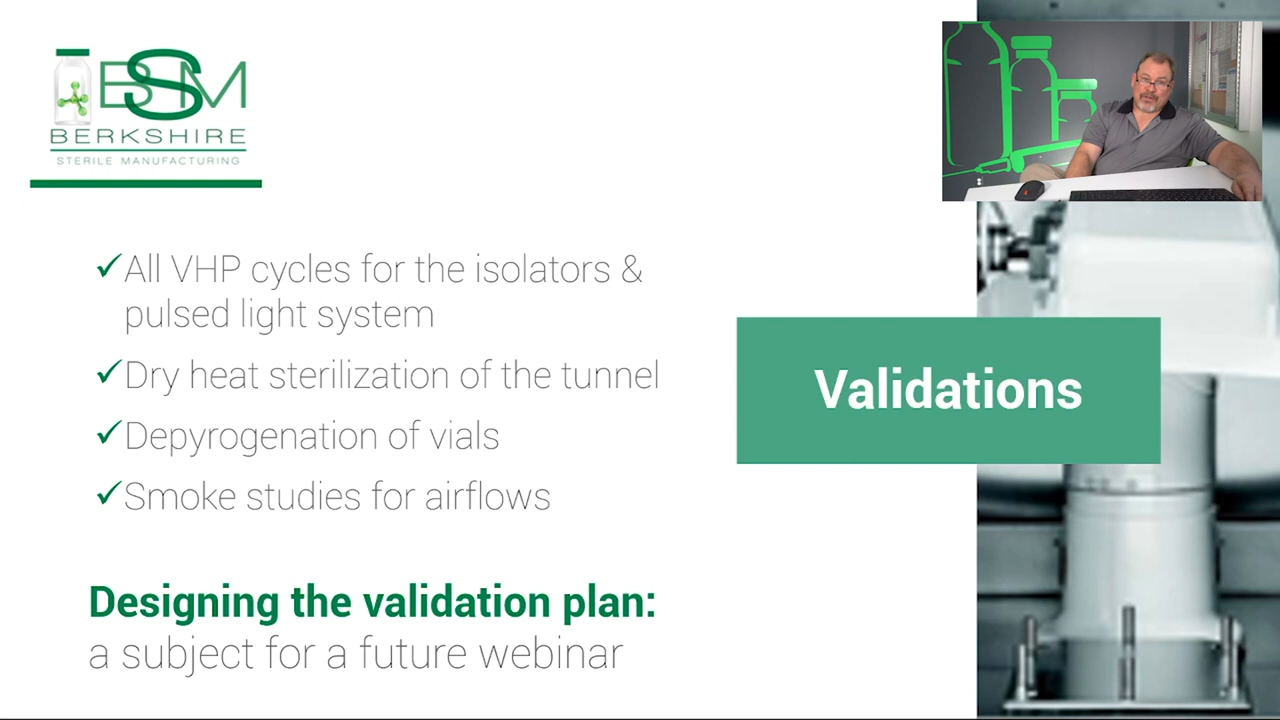 BSM
BERKSHIRE
STERILE MANUFACTURING
✓All VHP cycles for the isolators &
pulsed light system
✓Dry heat sterilization of the tunnel
✓Depyrogenation of vials
✓Smoke studies for airflows
Validations
Designing the validation plan:
a subject for a future webinar